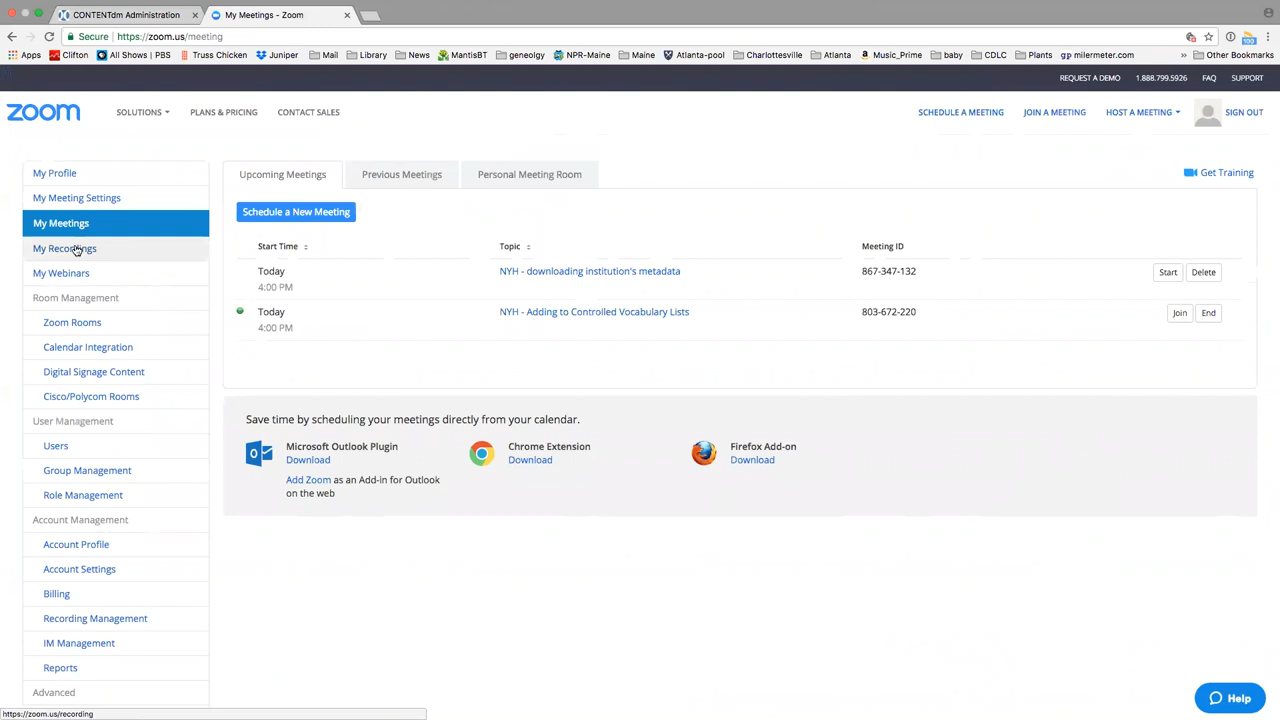 CONTENTdm Administration
My Meetings - Zoom
Secure https://zoom.us/meeting
100
Apps Clifton All Shows | PBS Truss Chicken Juniper Mail Library News MantisBT geneolgy NPR-Maine Maine Atlanta-pool Charlottesville Atlanta Music_Prime baby CDLC Plants gp milermeter.com » Other Bookmarks
REQUEST A DEMO 1.888.799.5926 FAQ SUPPORT
zoom SOLUTIONS PLANS & PRICING CONTACT SALES SCHEDULE A MEETING JOIN A MEETING HOST A MEETING SIGN OUT
My Profile
My Meeting Settings
My Meetings
My Recordings
My Webinars
Room Management
Zoom Rooms
Calendar Integration
Digital Signage Content
Cisco/Polycom Rooms
User Management
Users
Group Management
Role Management
Account Management
Account Profile
Account Settings
Billing
Recording Management
IM Management
Reports
Advanced
Upcoming Meetings Previous Meetings Personal Meeting Room
Get Training
Schedule a New Meeting
Start Time Topic Meeting ID
Today NYH - downloading institution's metadata 867-347-132 Start Delete
4:00 PM
Today NYH - Adding to Controlled Vocabulary Lists 803-672-220 Join End
4:00 PM
Save time by scheduling your meetings directly from your calendar.
Microsoft Outlook Plugin
Download
Add Zoom as an Add-in for Outlook
on the web
Chrome Extension
Download
Firefox Add-on
Download
Help
https://zoom.us/recording